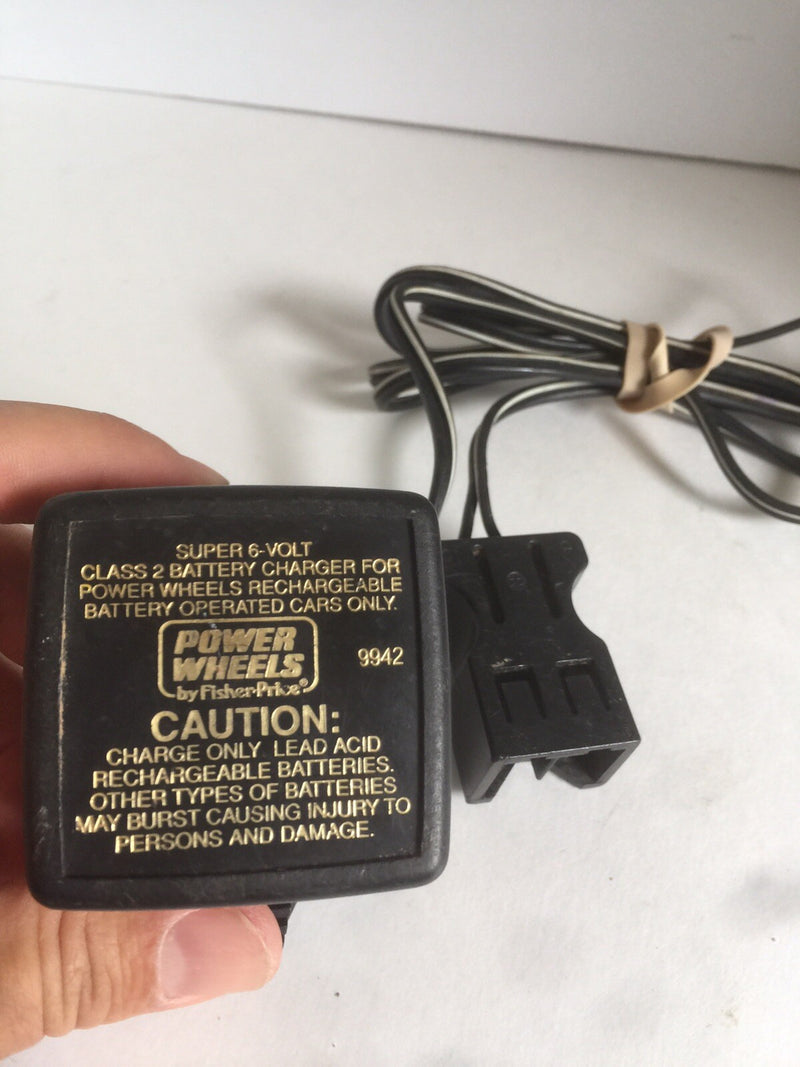 SUPER 6-VOLT
CLASS 2 BATTERY CHARGER FOR
POWER WHEELS RECHARGEABLE
BATTERY OPERATED CARS ONLY.
POWER
WHEELS
by Fisher-Price®
9942
CAUTION:
CHARGE ONLY LEAD ACID
RECHARGEABLE BATTERIES.
OTHER TYPES OF BATTERIES
MAY BURST CAUSING INJURY TO
PERSONS AND DAMAGE.